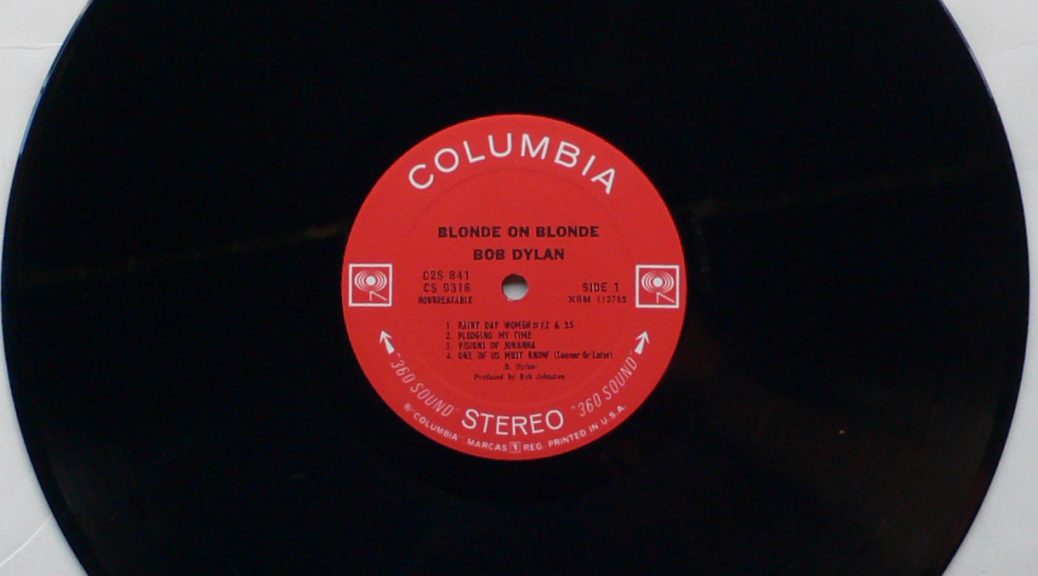 COLUMBIA
BLONDE ON BLONDE
BOB DYLAN
C2S 841
CS 9316
NONBREAKABLE
SIDE 1
XSM 113765
1. RAINY DAY WOMEN #12 & 35
2. PLEDGING MY TIME
3. VISIONS OF JOHANNA
4. ONE OF US MUST KNOW (Sooner Or Later)
-B. Dylan-
Produced by Bob Johnston
"360 SOUND" STEREO "360 SOUND"
® "COLUMBIA" MARCAS REG. PRINTED IN U.S.A.